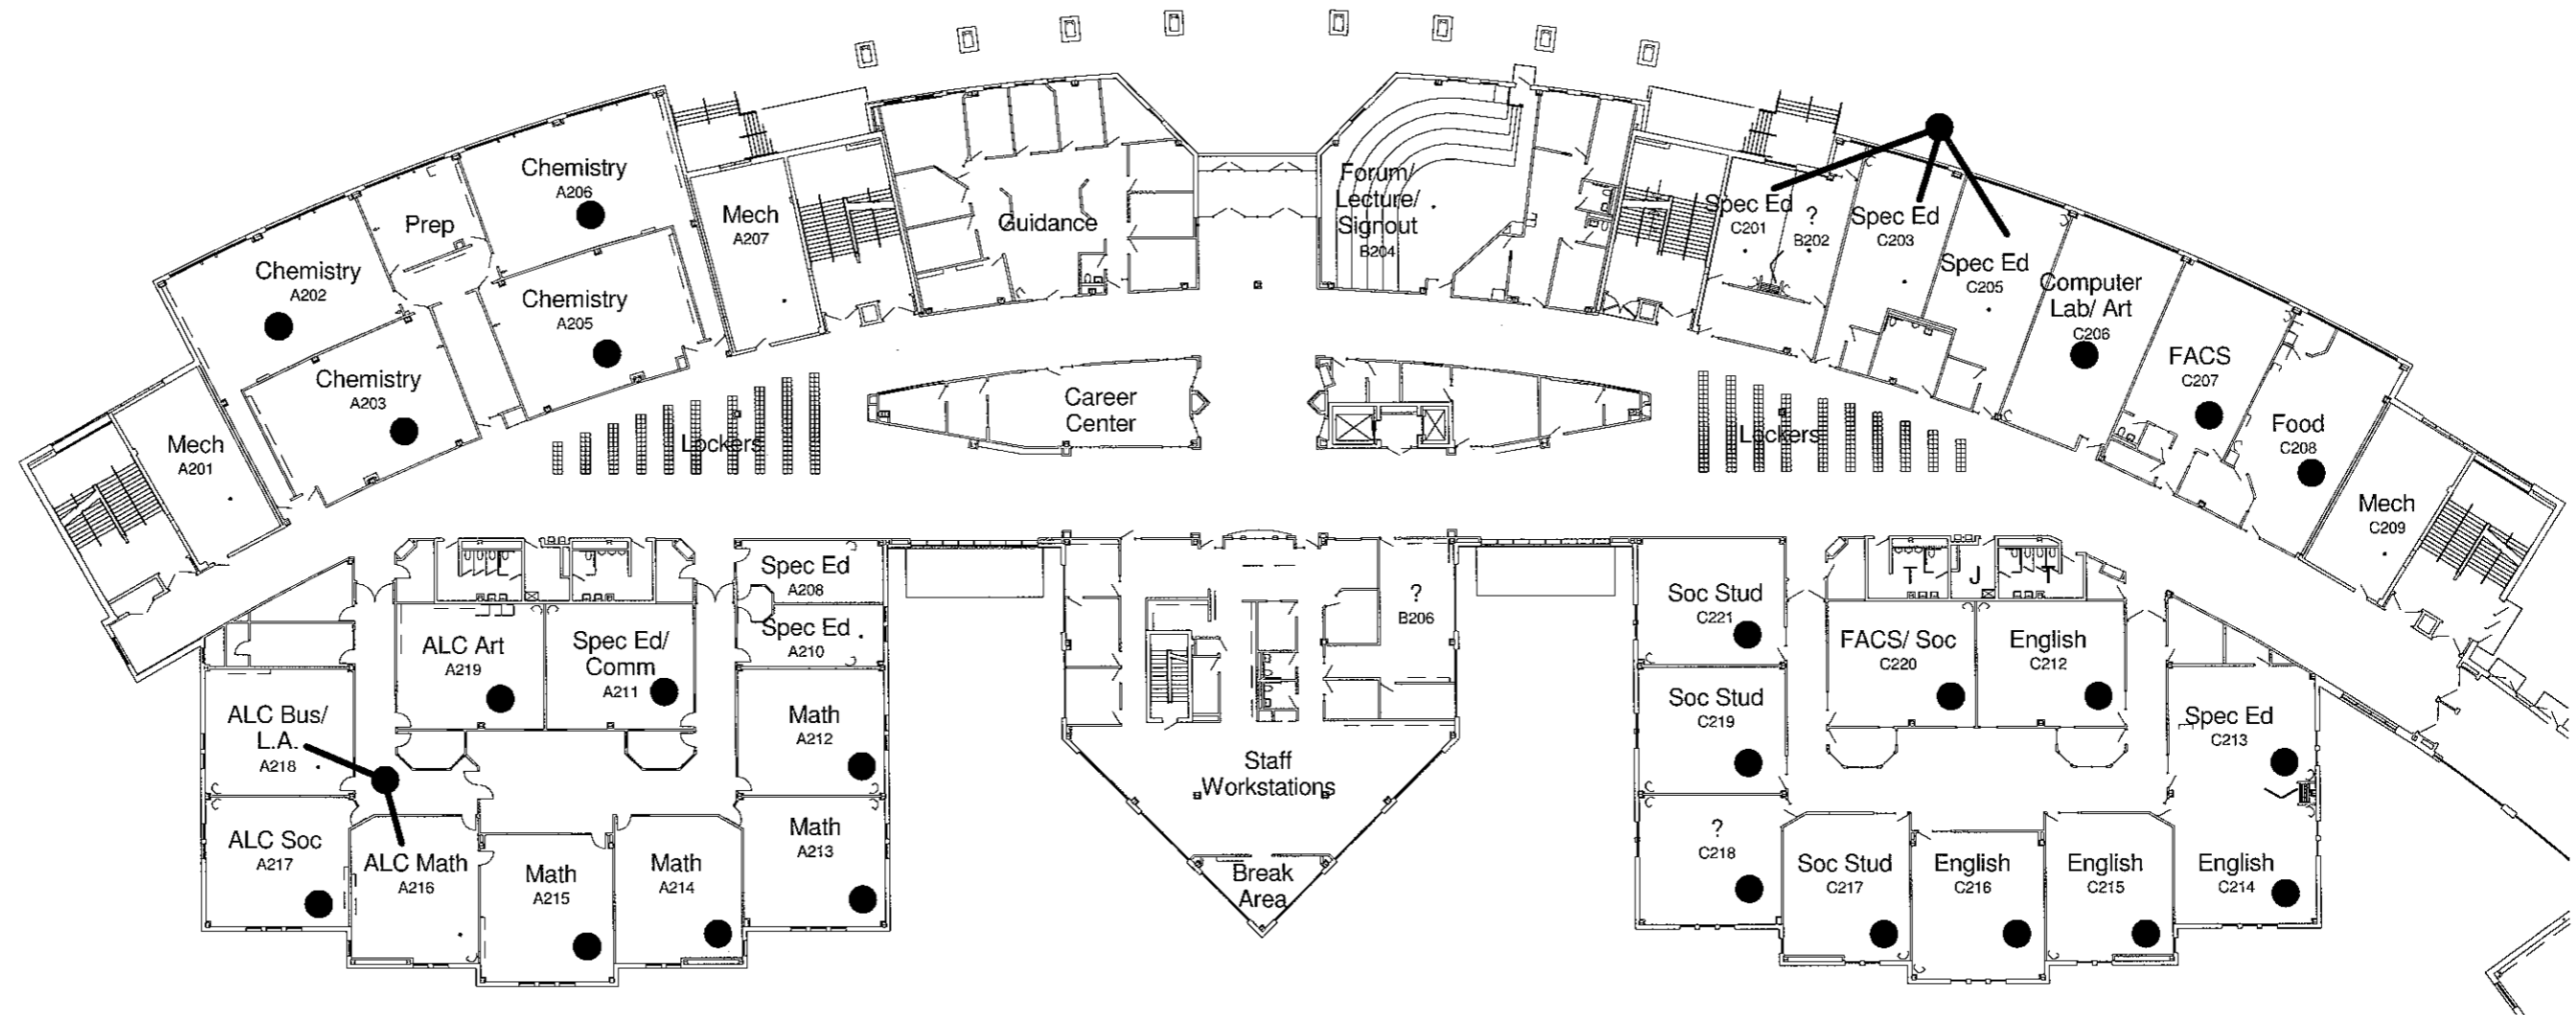 Chemistry
A206
Prep
Mech
A207
Chemistry
A202
Chemistry
A205
Chemistry
A203
Mech
A201
Lockers
Guidance
Forum/
Lecture/
Signout
B204
Career
Center
Spec Ed
C201
?
B202
Spec Ed
C203
Spec Ed
C205
Computer
Lab/ Art
C206
FACS
C207
Food
C208
Mech
C209
Lockers
Spec Ed
A208
Spec Ed
A210
ALC Art
A219
Spec Ed/
Comm
A211
ALC Bus/
L.A.
A218
Math
A212
ALC Soc
A217
ALC Math
A216
Math
A215
Math
A214
Math
A213
?
B206
Staff
Workstations
Break
Area
Soc Stud
C221
T
J
T
FACS/ Soc
C220
English
C212
Soc Stud
C219
Spec Ed
C213
?
C218
Soc Stud
C217
English
C216
English
C215
English
C214